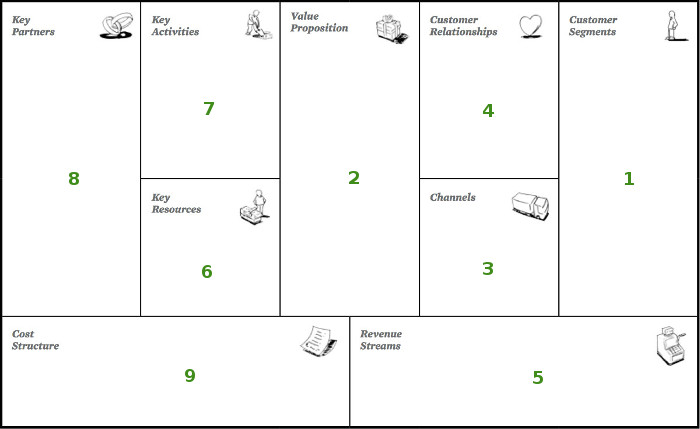 Key
Partners
8
Key
Activities
7
Key
Resources
6
Value
Proposition
2
Customer
Relationships
4
Channels
3
Customer
Segments
1
Cost
Structure
9
Revenue
Streams
5